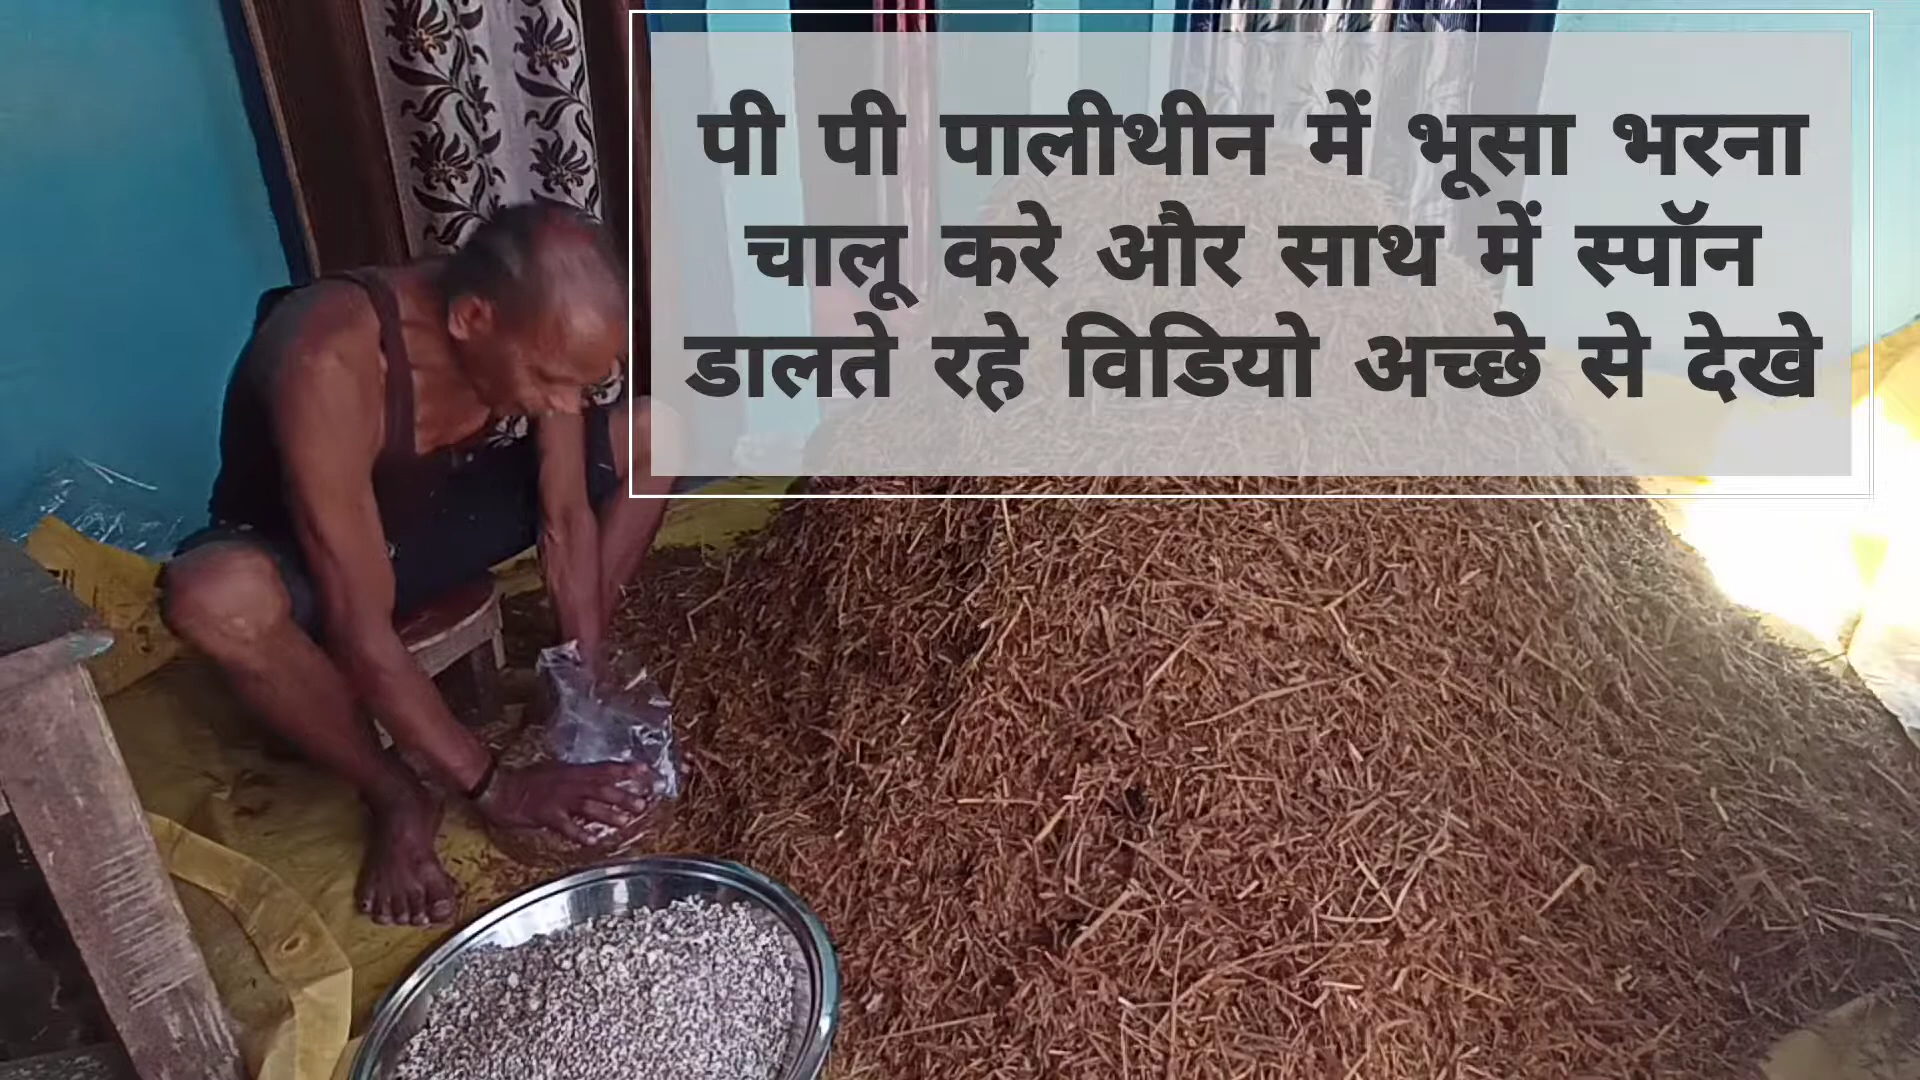 पी पी पालीथीन में भूसा भरना
चालू करे और साथ में स्पॉन
डालते रहे विडियो अच्छे से देखे